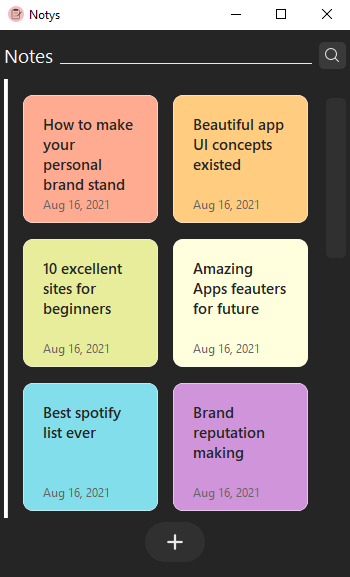 Notys
Notes
How to make
your
personal
brand stand
Aug 16, 2021
Beautiful app
UI concepts
existed
Aug 16, 2021
10 excellent
sites for
beginners
Aug 16, 2021
Amazing
Apps feauters
for future
Aug 16, 2021
Best spotify
list ever
Aug 16, 2021
Brand
reputation
making
Aug 16, 2021